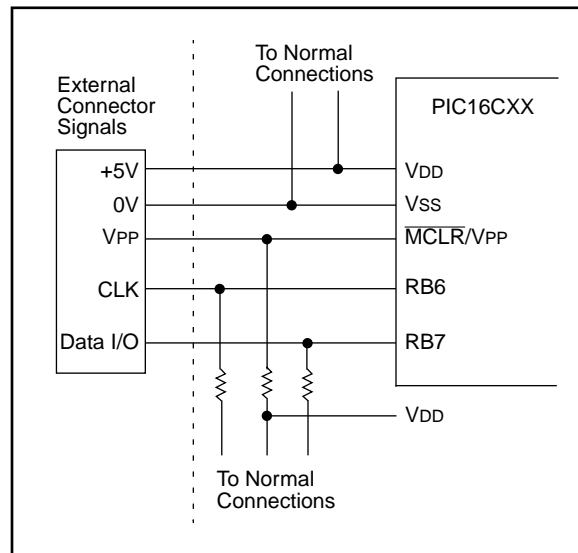 To Normal
Connections
External
Connector
Signals
PIC16CXX
+5V
0V
VPP
CLK
Data I/O
VDD
VSS
MCLR/VPP
RB6
RB7
VDD
To Normal
Connections